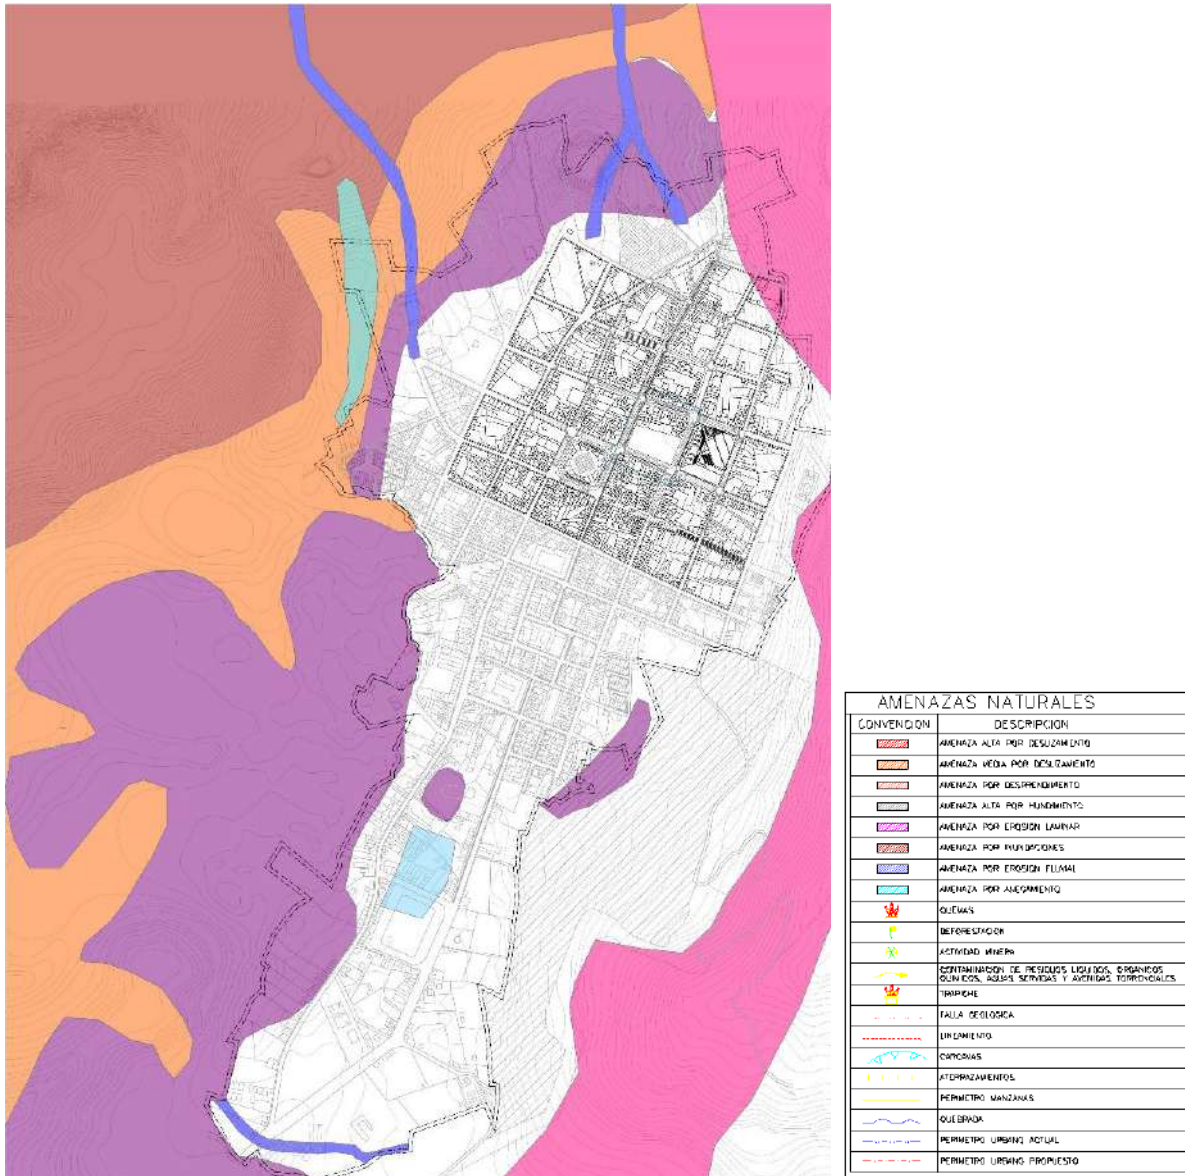 AMENAZAS NATURALES
CONVENCION DESCRIPCION
AMENAZA ALTA POR DESLIZAMIENTO
AMENAZA MEDIA POR DESLIZAMIENTO
AMENAZA POR DESPRENDIMIENTO
AMENAZA ALTA POR HUNDIMIENTO
AMENAZA POR EROSION LAMINAR
AMENAZA POR INUNDACIONES
AMENAZA POR EROSION FLUVIAL
AMENAZA POR ANEGAMIENTO
QUEMAS
DEFORESTACION
ACTIVIDAD MINERA
CONTAMINACION DE RESIDUOS LIQUIDOS, ORGANICOS
QUIMICOS, AGUAS SERVIDAS Y AVENIDAS TORRENCIALES
TRAPICHE
FALLA GEOLOGICA
LINEAMIENTO
CARCAVAS
ATERRAZAMIENTOS
PERIMETRO MANZANAS
QUEBRADA
PERIMETRO URBANO ACTUAL
PERIMETRO URBANO PROPUESTO